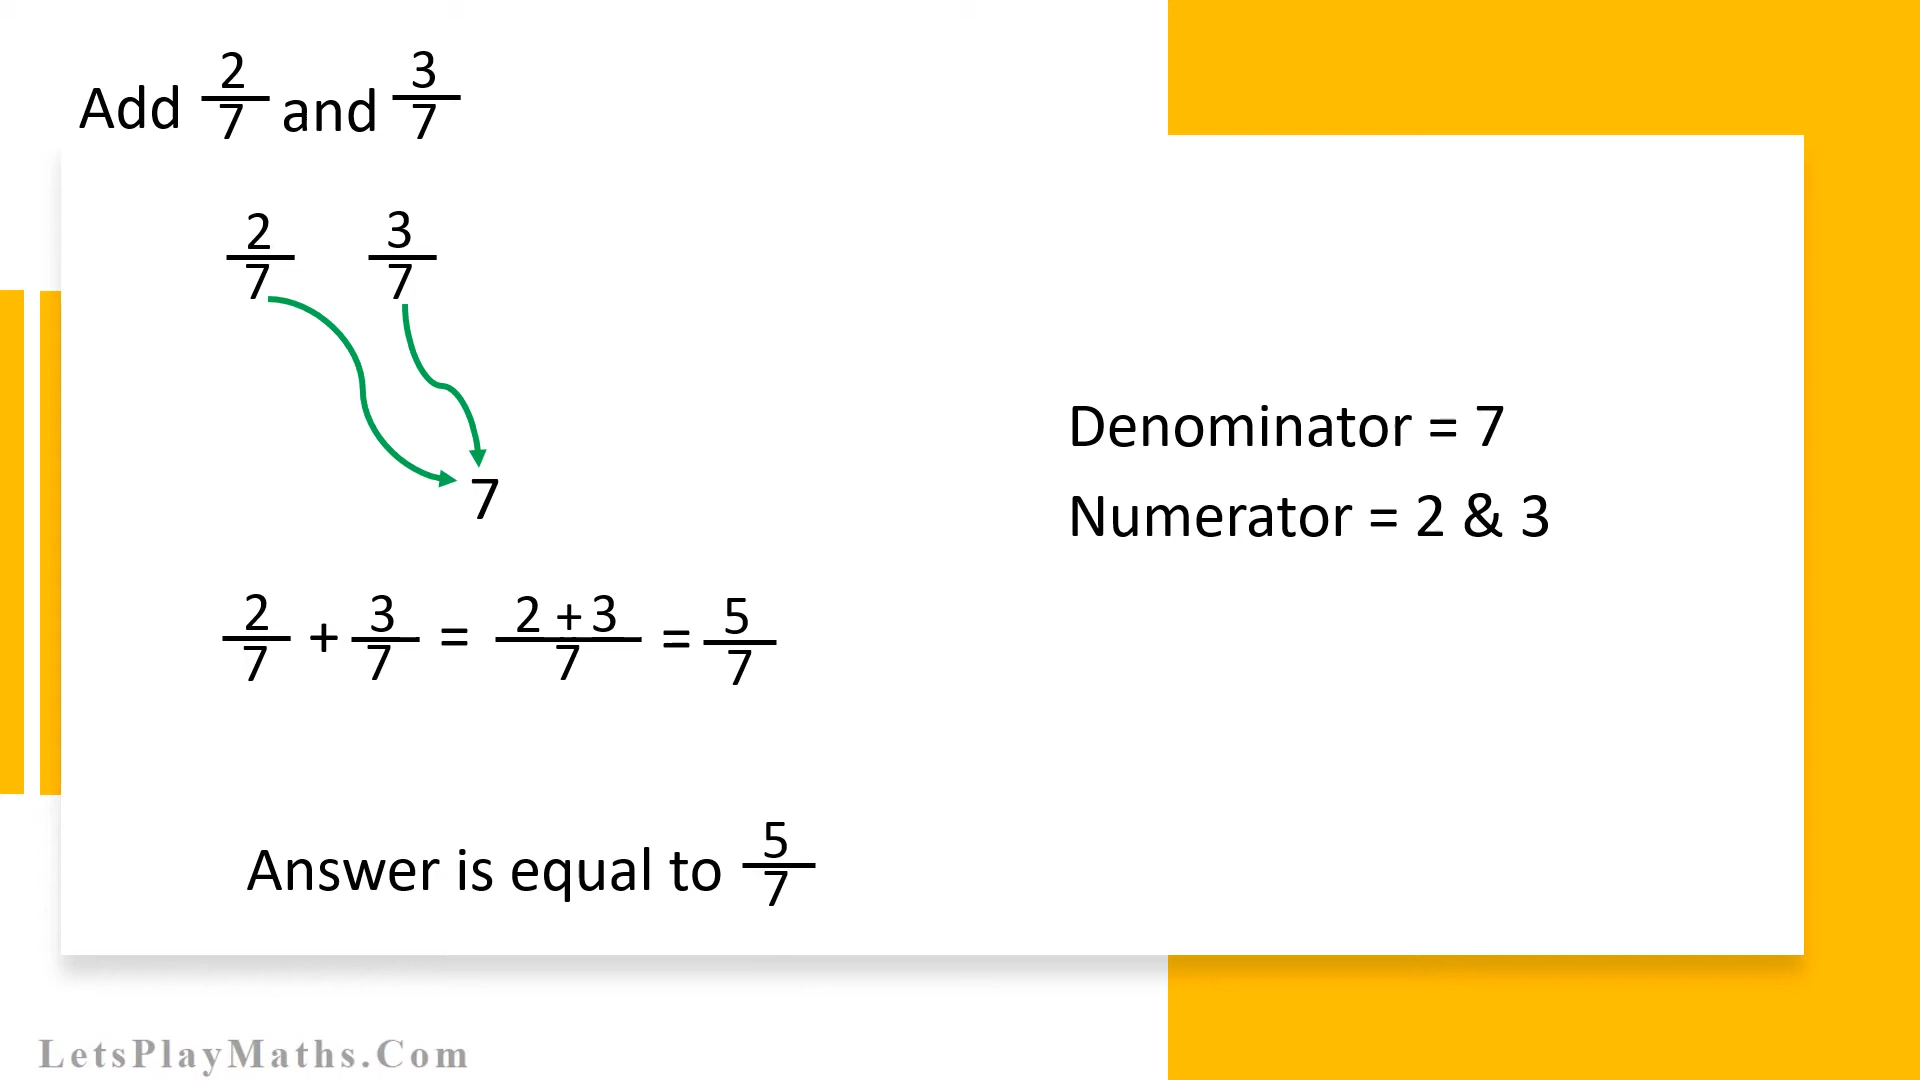 Add 2/7 and 3/7
2/7 3/7
7
Denominator = 7
Numerator = 2 & 3
2/7 + 3/7 = 2 + 3/7 = 5/7
Answer is equal to 5/7
LetsPlayMaths.Com